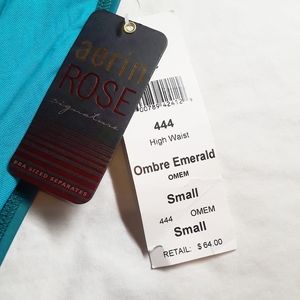 aerin
ROSE
signature
BRA SIZED SEPARATES
444
High Waist
Ombre Emerald
OMEM
Small
444 OMEM
Small
RETAIL: $ 64.00